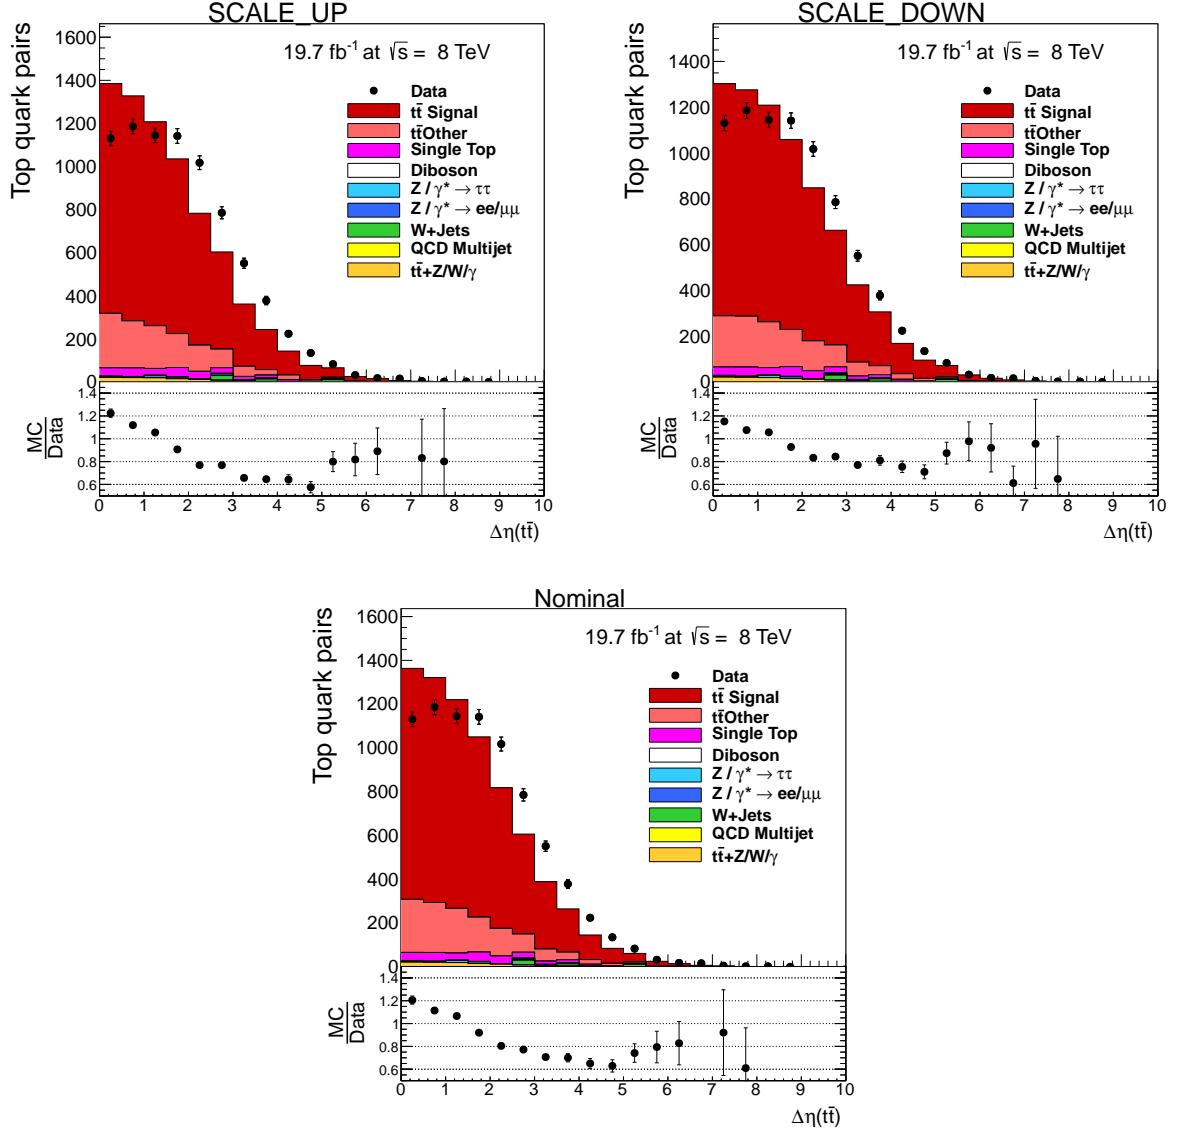 SCALE_UP
Top quark pairs
1600
1400
1200
1000
800
600
400
200
0
19.7 fb⁻¹ at √s = 8 TeV
Data
tt̄ Signal
tt̄Other
Single Top
Diboson
Z / γ* → ττ
Z / γ* → ee/μμ
W+Jets
QCD Multijet
tt̄+Z/W/γ
MC
Data
1.4
1.2
1
0.8
0.6
0 1 2 3 4 5 6 7 8 9 10
Δη(tt̄)
SCALE_DOWN
Top quark pairs
1400
1200
1000
800
600
400
200
0
19.7 fb⁻¹ at √s = 8 TeV
Data
tt̄ Signal
tt̄Other
Single Top
Diboson
Z / γ* → ττ
Z / γ* → ee/μμ
W+Jets
QCD Multijet
tt̄+Z/W/γ
MC
Data
1.4
1.2
1
0.8
0.6
0 1 2 3 4 5 6 7 8 9 10
Δη(tt̄)
Nominal
Top quark pairs
1600
1400
1200
1000
800
600
400
200
0
19.7 fb⁻¹ at √s = 8 TeV
Data
tt̄ Signal
tt̄Other
Single Top
Diboson
Z / γ* → ττ
Z / γ* → ee/μμ
W+Jets
QCD Multijet
tt̄+Z/W/γ
MC
Data
1.4
1.2
1
0.8
0.6
0 1 2 3 4 5 6 7 8 9 10
Δη(tt̄)